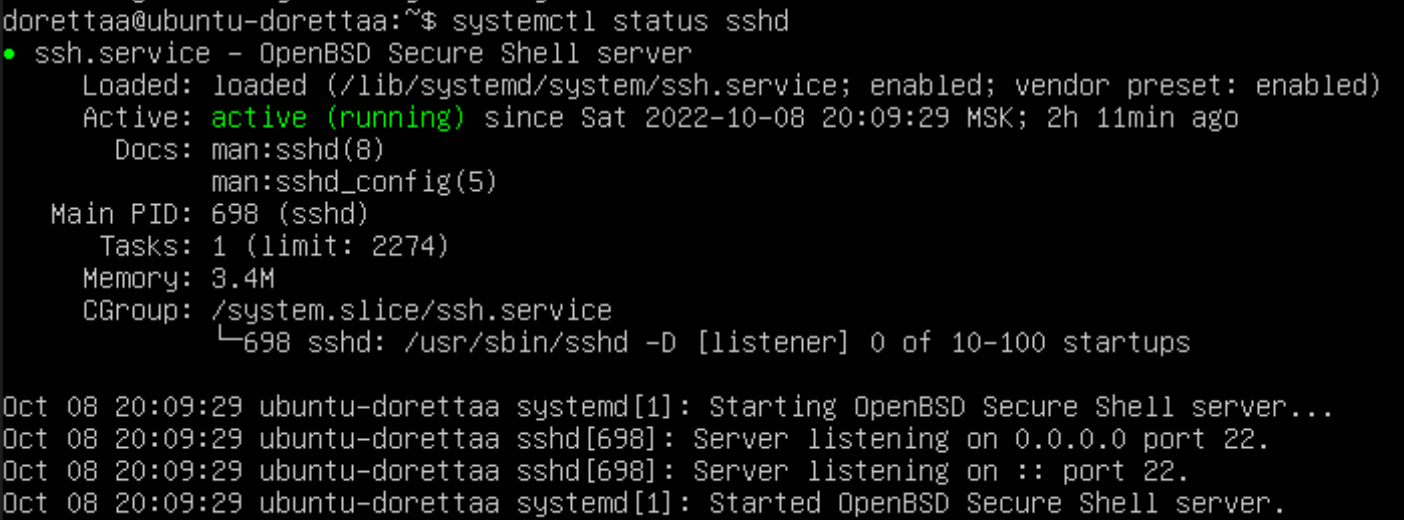 dorettaa@ubuntu-dorettaa:~$ systemctl status sshd
● ssh.service - OpenBSD Secure Shell server
     Loaded: loaded (/lib/systemd/system/ssh.service; enabled; vendor preset: enabled)
     Active: active (running) since Sat 2022-10-08 20:09:29 MSK; 2h 11min ago
       Docs: man:sshd(8)
             man:sshd_config(5)
   Main PID: 698 (sshd)
      Tasks: 1 (limit: 2274)
     Memory: 3.4M
     CGroup: /system.slice/ssh.service
             └─698 sshd: /usr/sbin/sshd -D [listener] 0 of 10-100 startups

Oct 08 20:09:29 ubuntu-dorettaa systemd[1]: Starting OpenBSD Secure Shell server...
Oct 08 20:09:29 ubuntu-dorettaa sshd[698]: Server listening on 0.0.0.0 port 22.
Oct 08 20:09:29 ubuntu-dorettaa sshd[698]: Server listening on :: port 22.
Oct 08 20:09:29 ubuntu-dorettaa systemd[1]: Started OpenBSD Secure Shell server.